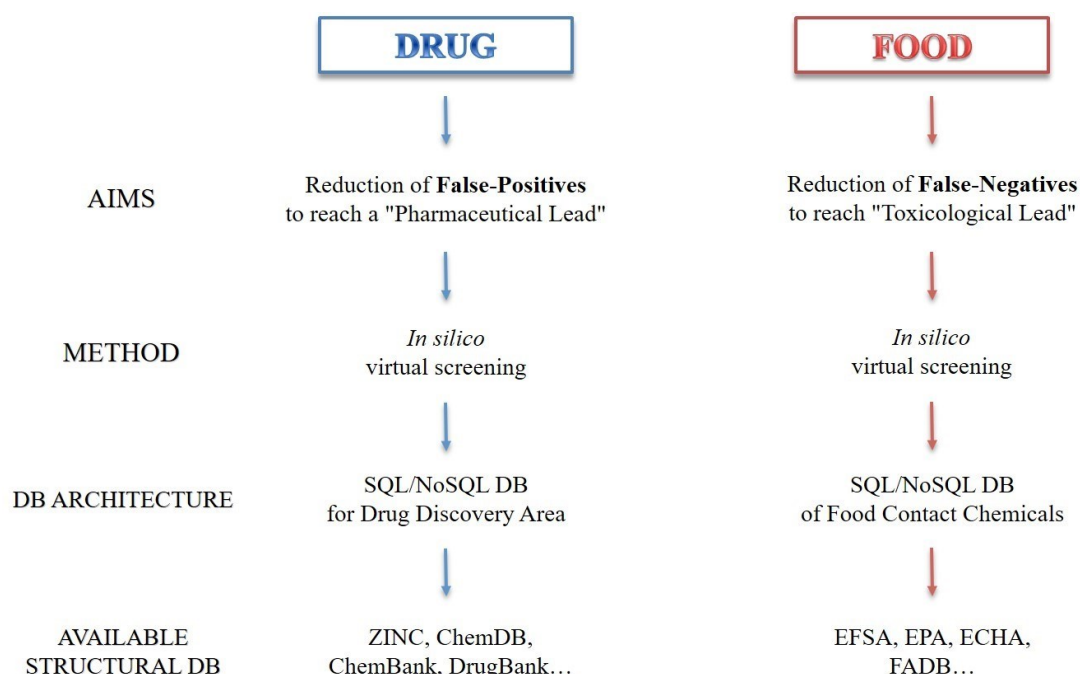 DRUG
FOOD
AIMS
Reduction of False-Positives
to reach a "Pharmaceutical Lead"
Reduction of False-Negatives
to reach "Toxicological Lead"
METHOD
In silico
virtual screening
In silico
virtual screening
DB ARCHITECTURE
SQL/NoSQL DB
for Drug Discovery Area
SQL/NoSQL DB
of Food Contact Chemicals
AVAILABLE
STRUCTURAL DB
ZINC, ChemDB,
ChemBank, DrugBank…
EFSA, EPA, ECHA,
FADB…